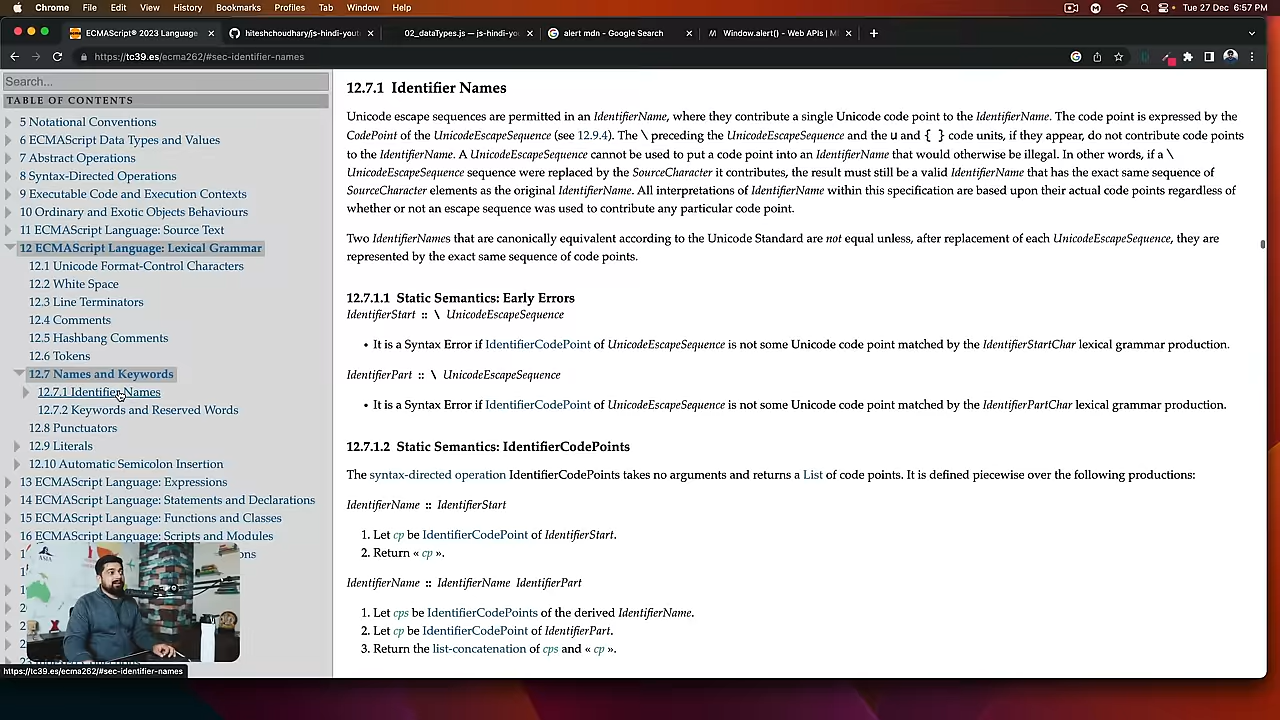 Chrome File Edit View History Bookmarks Profiles Tab Window Help Tue 27 Dec 6:57 PM
ECMAScript® 2023 Language hiteshchoudhary/js-hindi-yout 02_dataTypes.js — js-hindi-yo alert mdn - Google Search Window.alert() - Web APIs | M
https://tc39.es/ecma262/#sec-identifier-names
Search...
TABLE OF CONTENTS
5 Notational Conventions
6 ECMAScript Data Types and Values
7 Abstract Operations
8 Syntax-Directed Operations
9 Executable Code and Execution Contexts
10 Ordinary and Exotic Objects Behaviours
11 ECMAScript Language: Source Text
12 ECMAScript Language: Lexical Grammar
12.1 Unicode Format-Control Characters
12.2 White Space
12.3 Line Terminators
12.4 Comments
12.5 Hashbang Comments
12.6 Tokens
12.7 Names and Keywords
12.7.1 Identifier Names
12.7.2 Keywords and Reserved Words
12.8 Punctuators
12.9 Literals
12.10 Automatic Semicolon Insertion
13 ECMAScript Language: Expressions
14 ECMAScript Language: Statements and Declarations
15 ECMAScript Language: Functions and Classes
16 ECMAScript Language: Scripts and Modules
ASIA
https://tc39.es/ecma262/#sec-identifier-names
12.7.1 Identifier Names
Unicode escape sequences are permitted in an IdentifierName, where they contribute a single Unicode code point to the IdentifierName. The code point is expressed by the
CodePoint of the UnicodeEscapeSequence (see 12.9.4). The \ preceding the UnicodeEscapeSequence and the u and { } code units, if they appear, do not contribute code points
to the IdentifierName. A UnicodeEscapeSequence cannot be used to put a code point into an IdentifierName that would otherwise be illegal. In other words, if a \
UnicodeEscapeSequence sequence were replaced by the SourceCharacter it contributes, the result must still be a valid IdentifierName that has the exact same sequence of
SourceCharacter elements as the original IdentifierName. All interpretations of IdentifierName within this specification are based upon their actual code points regardless of
whether or not an escape sequence was used to contribute any particular code point.
Two IdentifierNames that are canonically equivalent according to the Unicode Standard are not equal unless, after replacement of each UnicodeEscapeSequence, they are
represented by the exact same sequence of code points.
12.7.1.1 Static Semantics: Early Errors
IdentifierStart :: \ UnicodeEscapeSequence
• It is a Syntax Error if IdentifierCodePoint of UnicodeEscapeSequence is not some Unicode code point matched by the IdentifierStartChar lexical grammar production.
IdentifierPart :: \ UnicodeEscapeSequence
• It is a Syntax Error if IdentifierCodePoint of UnicodeEscapeSequence is not some Unicode code point matched by the IdentifierPartChar lexical grammar production.
12.7.1.2 Static Semantics: IdentifierCodePoints
The syntax-directed operation IdentifierCodePoints takes no arguments and returns a List of code points. It is defined piecewise over the following productions:
IdentifierName :: IdentifierStart
1. Let cp be IdentifierCodePoint of IdentifierStart.
2. Return « cp ».
IdentifierName :: IdentifierName IdentifierPart
1. Let cps be IdentifierCodePoints of the derived IdentifierName.
2. Let cp be IdentifierCodePoint of IdentifierPart.
3. Return the list-concatenation of cps and « cp ».